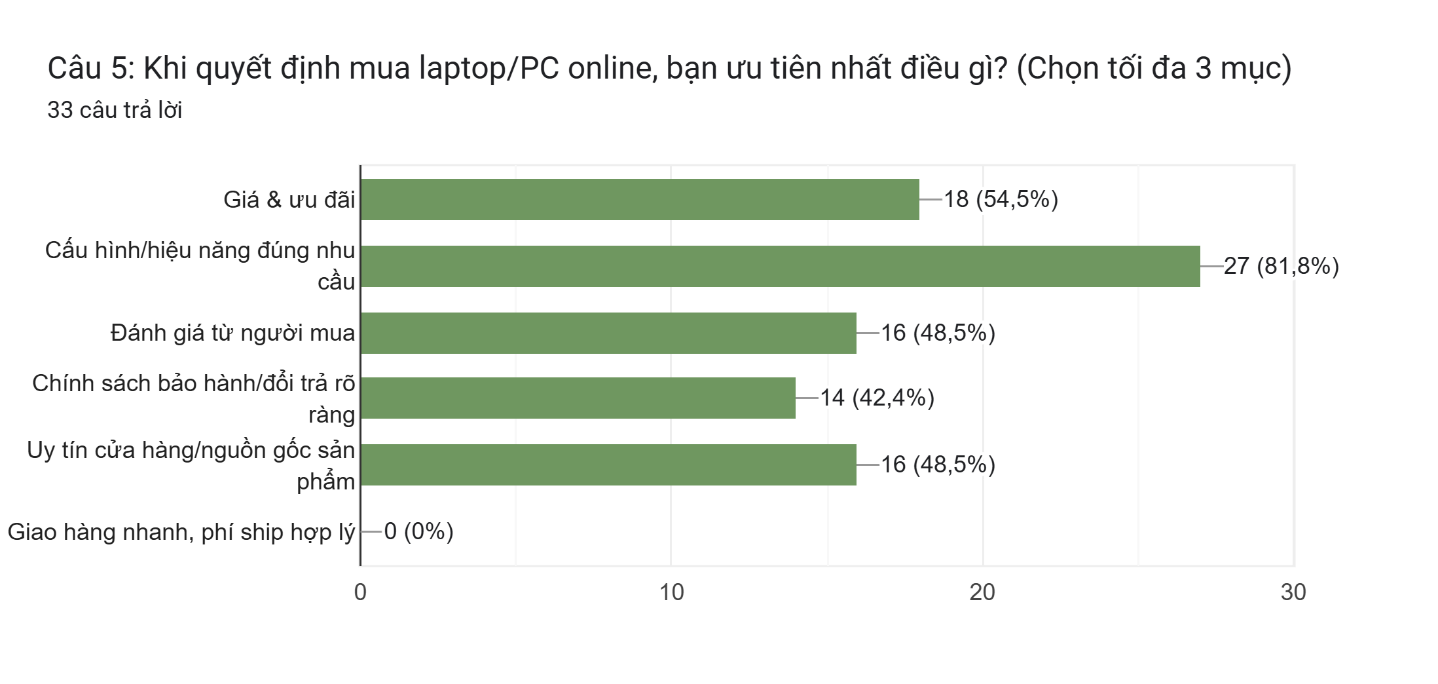 Câu 5: Khi quyết định mua laptop/PC online, bạn ưu tiên nhất điều gì? (Chọn tối đa 3 mục)
33 câu trả lời
Giá & ưu đãi
18 (54,5%)
Cấu hình/hiệu năng đúng nhu
cầu
27 (81,8%)
Đánh giá từ người mua
16 (48,5%)
Chính sách bảo hành/đổi trả rõ
ràng
14 (42,4%)
Uy tín cửa hàng/nguồn gốc sản
phẩm
16 (48,5%)
Giao hàng nhanh, phí ship hợp lý
0 (0%)
0
10
20
30